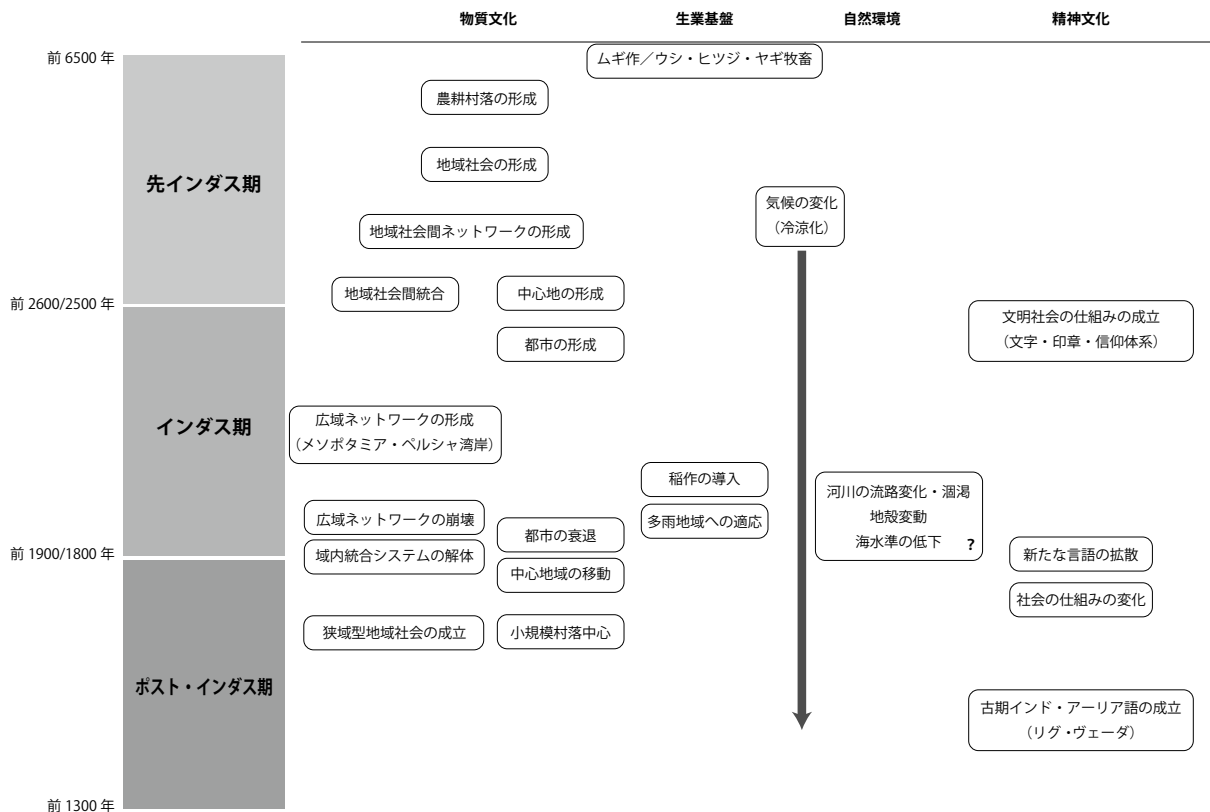 物質文化
生業基盤
自然環境
精神文化
前 6500 年
ムギ作／ウシ・ヒツジ・ヤギ牧畜
農耕村落の形成
地域社会の形成
先インダス期
気候の変化
（冷涼化）
地域社会間ネットワークの形成
地域社会間統合
中心地の形成
前 2600/2500 年
文明社会の仕組みの成立
（文字・印章・信仰体系）
都市の形成
インダス期
広域ネットワークの形成
（メソポタミア・ペルシャ湾岸）
稲作の導入
多雨地域への適応
河川の流路変化・涸渇
地殻変動
海水準の低下 ?
広域ネットワークの崩壊
都市の衰退
域内統合システムの解体
前 1900/1800 年
新たな言語の拡散
中心地域の移動
社会の仕組みの変化
狭域型地域社会の成立
小規模村落中心
ポスト・インダス期
古期インド・アーリア語の成立
（リグ・ヴェーダ）
前 1300 年